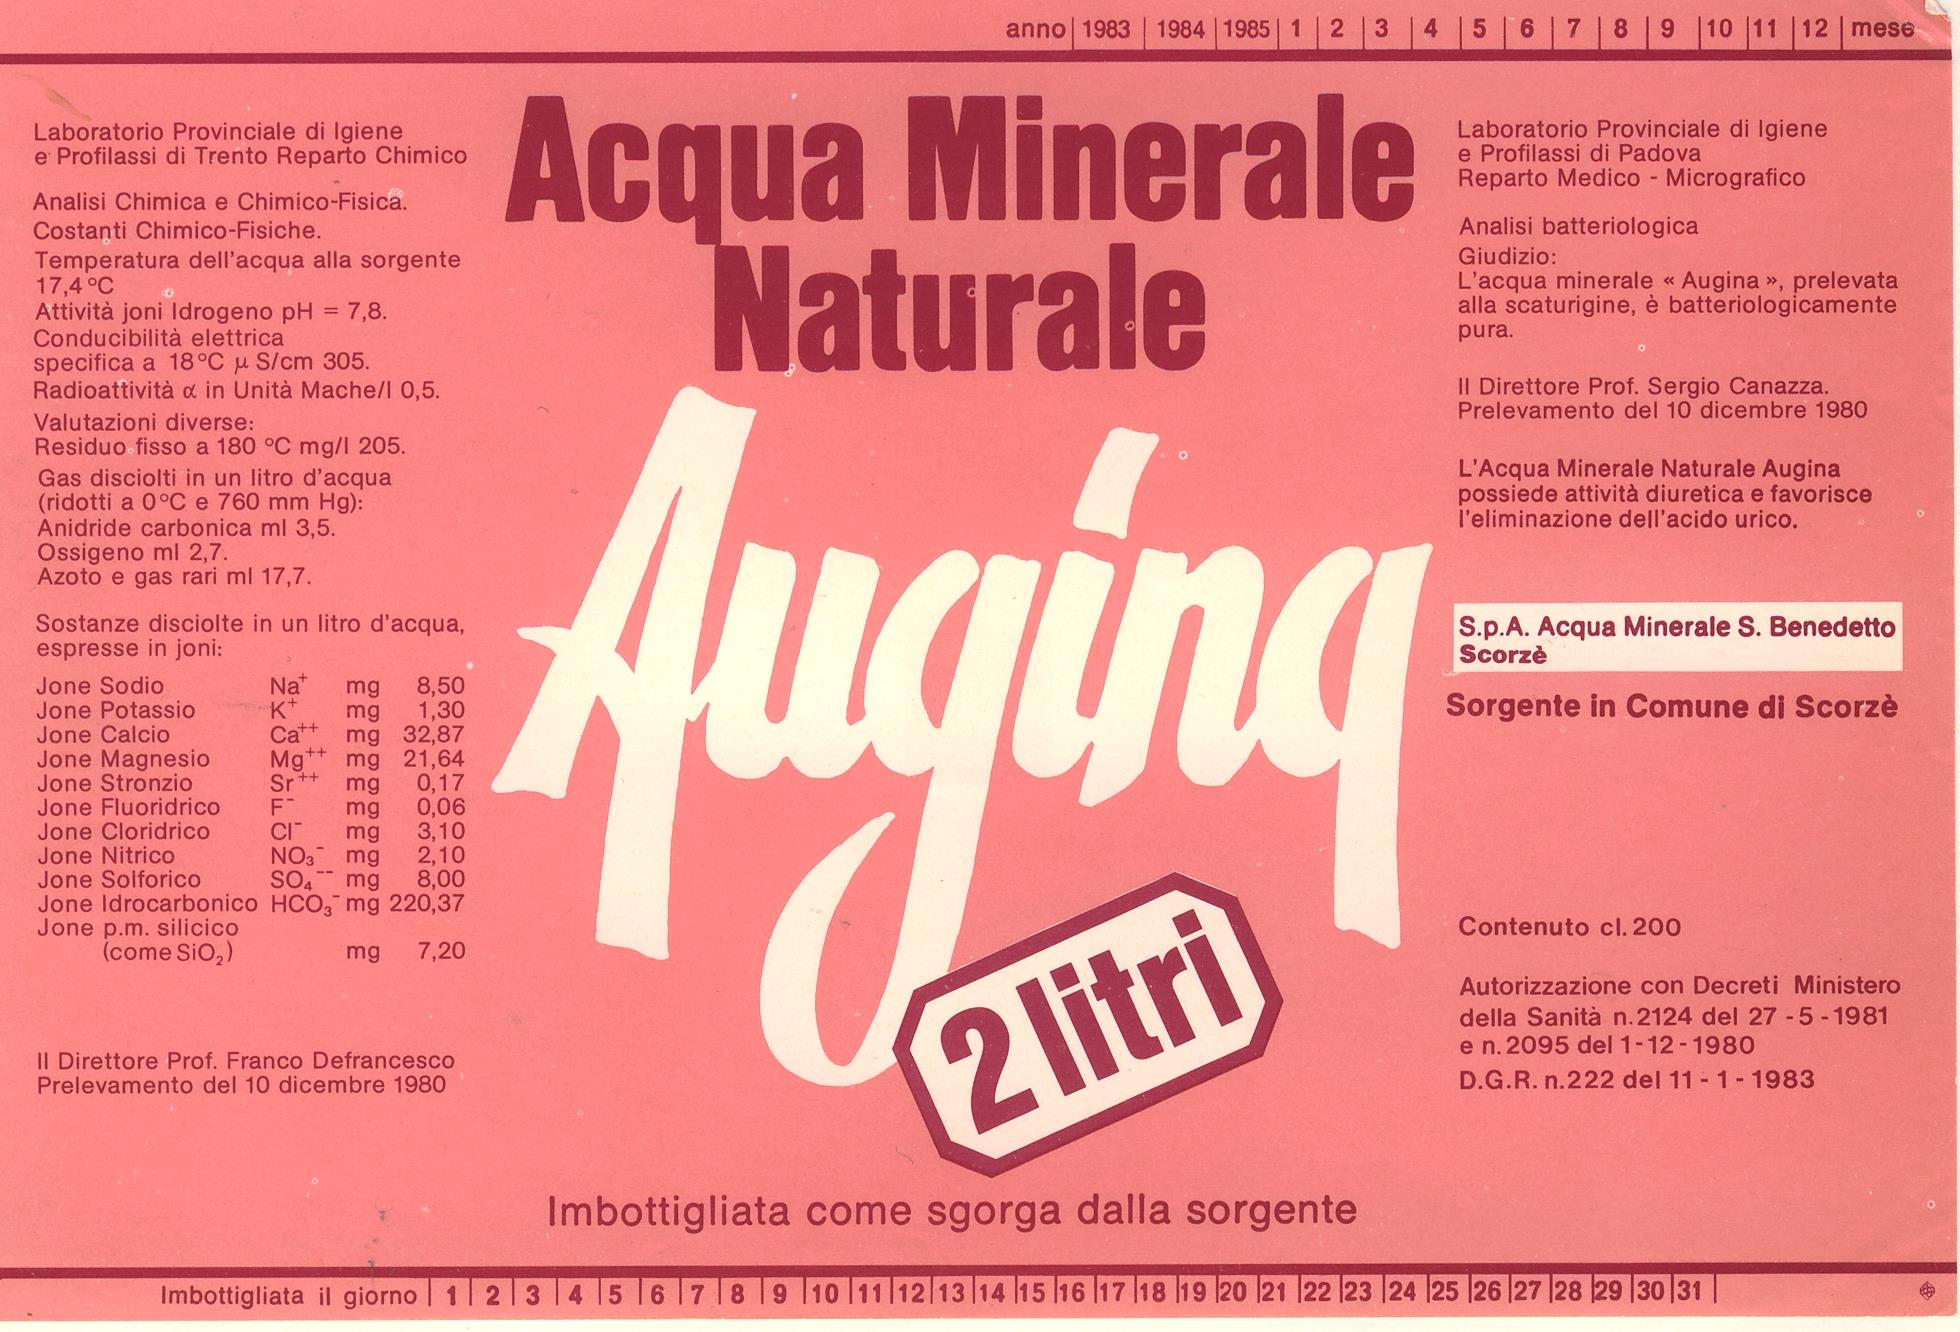 anno 1983 1984 1985 1 2 3 4 5 6 7 8 9 10 11 12 mese
Laboratorio Provinciale di Igiene
e Profilassi di Trento Reparto Chimico
Analisi Chimica e Chimico-Fisica.
Costanti Chimico-Fisiche.
Temperatura dell'acqua alla sorgente
17,4 °C
Attività joni Idrogeno pH = 7,8.
Conducibilità elettrica
specifica a 18°C µ S/cm 305.
Radioattività α in Unità Mache/l 0,5.
Valutazioni diverse:
Residuo fisso a 180 °C mg/l 205.
Gas disciolti in un litro d'acqua
(ridotti a 0°C e 760 mm Hg):
Anidride carbonica ml 3,5.
Ossigeno ml 2,7.
Azoto e gas rari ml 17,7.
Sostanze disciolte in un litro d'acqua,
espresse in joni:
Jone Sodio Na⁺ mg 8,50
Jone Potassio K⁺ mg 1,30
Jone Calcio Ca⁺⁺ mg 32,87
Jone Magnesio Mg⁺⁺ mg 21,64
Jone Stronzio Sr⁺⁺ mg 0,17
Jone Fluoridrico F⁻ mg 0,06
Jone Cloridrico Cl⁻ mg 3,10
Jone Nitrico NO₃⁻ mg 2,10
Jone Solforico SO₄⁻⁻ mg 8,00
Jone Idrocarbonico HCO₃⁻ mg 220,37
Jone p.m. silicico
(come SiO₂) mg 7,20
Il Direttore Prof. Franco Defrancesco
Prelevamento del 10 dicembre 1980
Acqua Minerale
Naturale
Augina
2 litri
Imbottigliata come sgorga dalla sorgente
Laboratorio Provinciale di Igiene
e Profilassi di Padova
Reparto Medico - Micrografico
Analisi batteriologica
Giudizio:
L'acqua minerale « Augina », prelevata
alla scaturigine, è batteriologicamente
pura.
Il Direttore Prof. Sergio Canazza.
Prelevamento del 10 dicembre 1980
L'Acqua Minerale Naturale Augina
possiede attività diuretica e favorisce
l'eliminazione dell'acido urico.
S.p.A. Acqua Minerale S. Benedetto
Scorzè
Sorgente in Comune di Scorzè
Contenuto cl. 200
Autorizzazione con Decreti Ministero
della Sanità n.2124 del 27 - 5 - 1981
e n. 2095 del 1 - 12 - 1980
D.G.R. n.222 del 11 - 1 - 1983
Imbottigliata il giorno 1 2 3 4 5 6 7 8 9 10 11 12 13 14 15 16 17 18 19 20 21 22 23 24 25 26 27 28 29 30 31